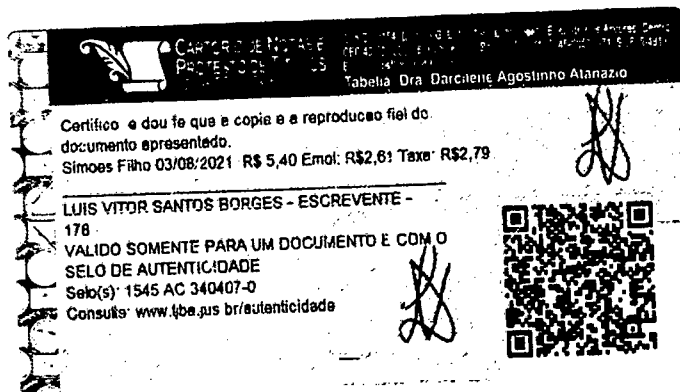 CARTORIO DE NOTAS E
PROTESTO DE TITULOS
Tabelia Dra Darcilene Agostinho Atanazio
Certifico e dou fe que a copia e a reproducao fiel do
documento apresentado.
Simoes Filho 03/08/2021 R$ 5,40 Emol: R$2,61 Taxa: R$2,79
LUIS VITOR SANTOS BORGES - ESCREVENTE -
178
VALIDO SOMENTE PARA UM DOCUMENTO E COM O
SELO DE AUTENTICIDADE
Selo(s): 1545 AC 340407-0
Consulte: www.tjba.jus br/autenticidade